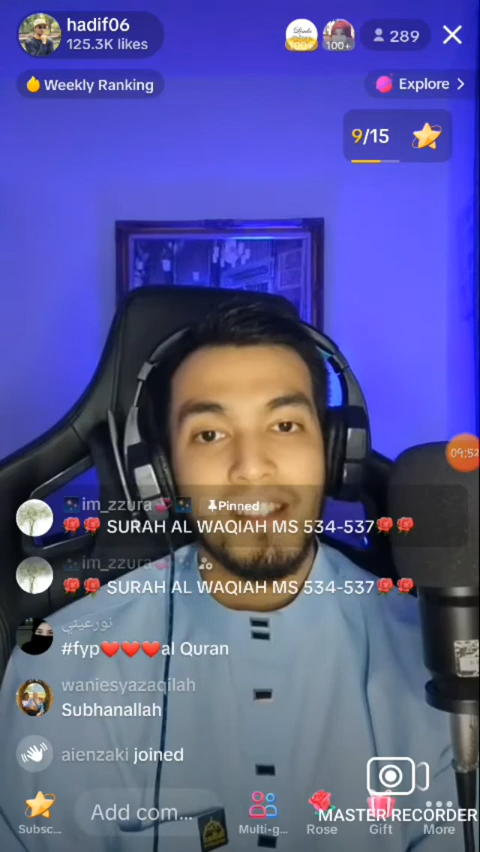 hadif06
125.3K likes
100+
289
Weekly Ranking
Explore
9/15
09:52
im_zzura
Pinned
SURAH AL WAQIAH MS 534-537
im_zzura
SURAH AL WAQIAH MS 534-537
نورعيني
#fyp❤️❤️❤️al Quran
waniesyazaqilah
Subhanallah
aienzaki joined
Add com...
Subsc...
Multi-g...
Rose
Gift
More
MASTER RECORDER